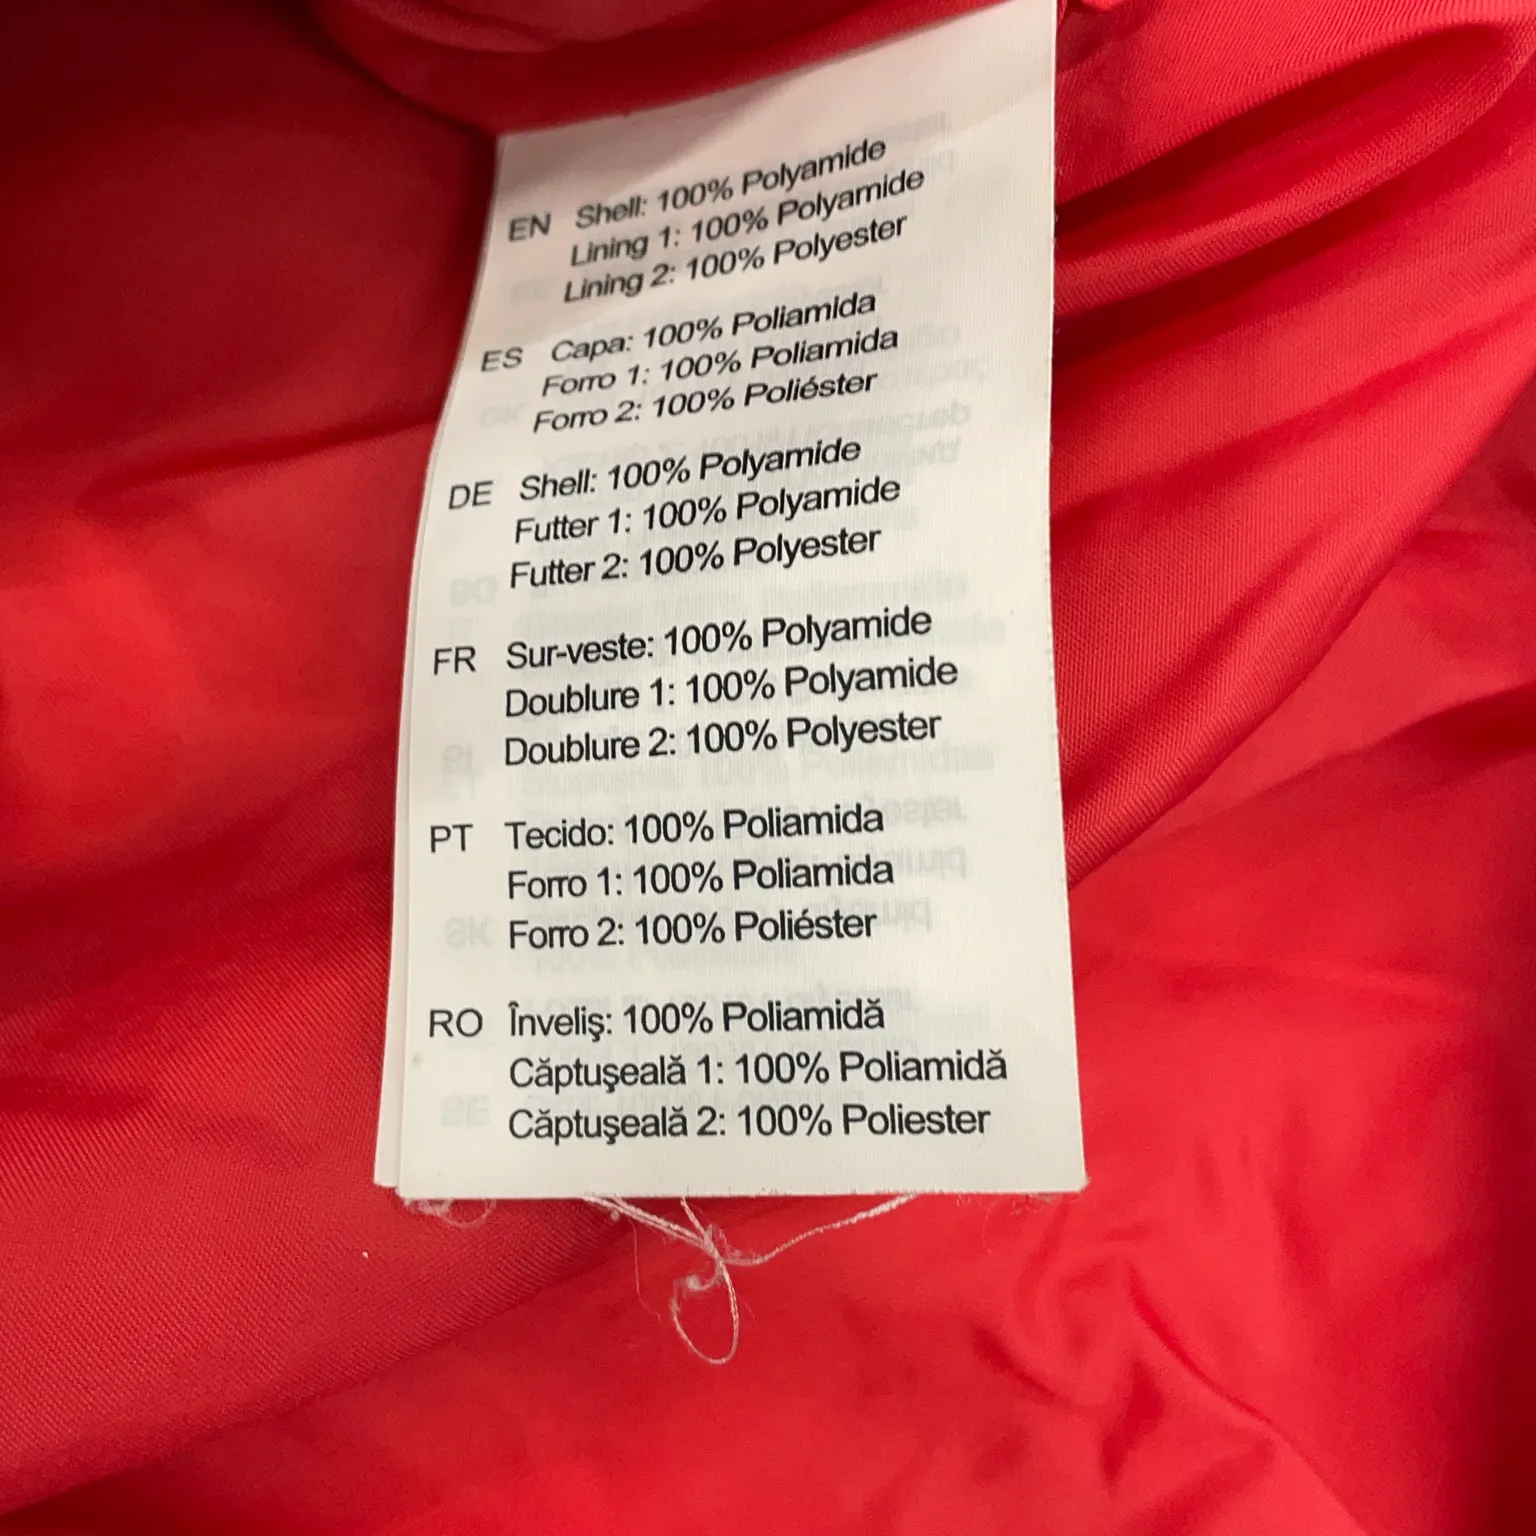 EN Shell: 100% Polyamide
Lining 1: 100% Polyamide
Lining 2: 100% Polyester
ES Capa: 100% Poliamida
Forro 1: 100% Poliamida
Forro 2: 100% Poliéster
DE Shell: 100% Polyamide
Futter 1: 100% Polyamide
Futter 2: 100% Polyester
FR Sur-veste: 100% Polyamide
Doublure 1: 100% Polyamide
Doublure 2: 100% Polyester
PT Tecido: 100% Poliamida
Forro 1: 100% Poliamida
Forro 2: 100% Poliéster
RO Înveliş: 100% Poliamidă
Căptuşeală 1: 100% Poliamidă
Căptuşeală 2: 100% Poliester